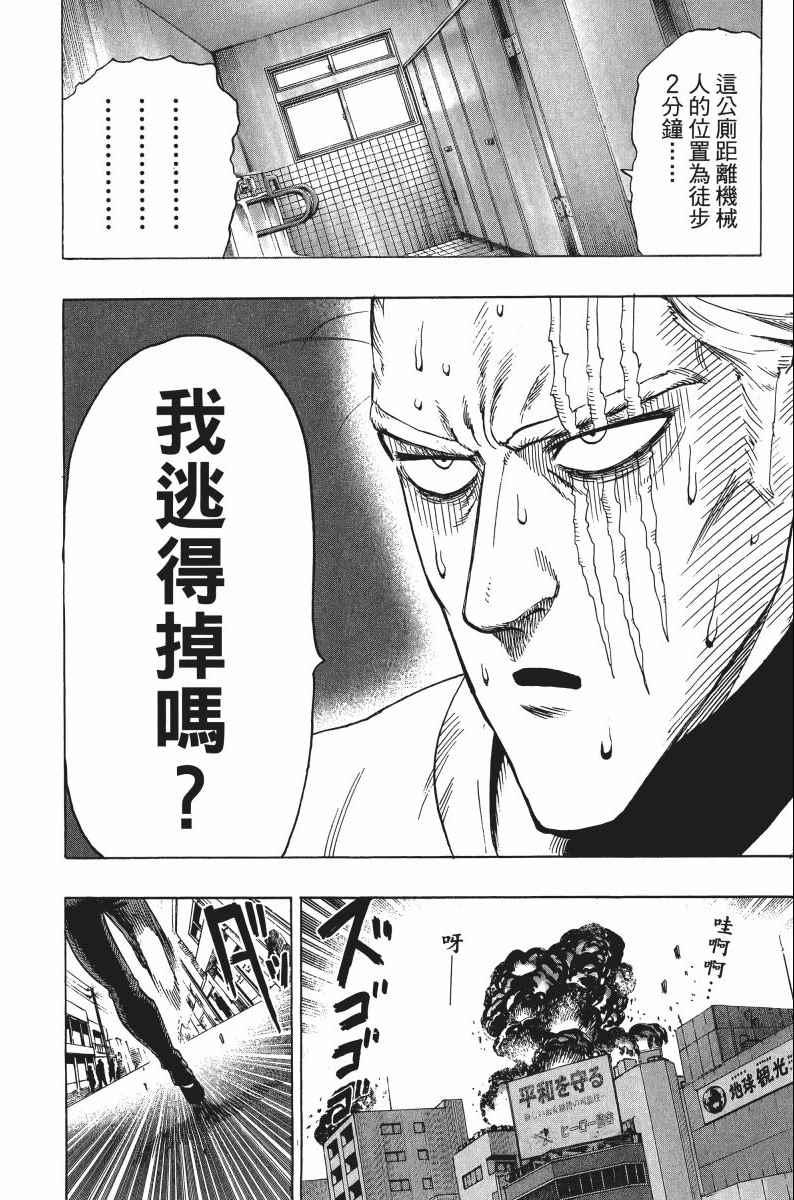 這公廁距離機械
人的位置為徒步
2分鐘……
………………
我逃得掉嗎？
哇啊啊…
呀——
ズゴゴゴ
平和を守る
ヒーロー協会
地球観光
ダッ